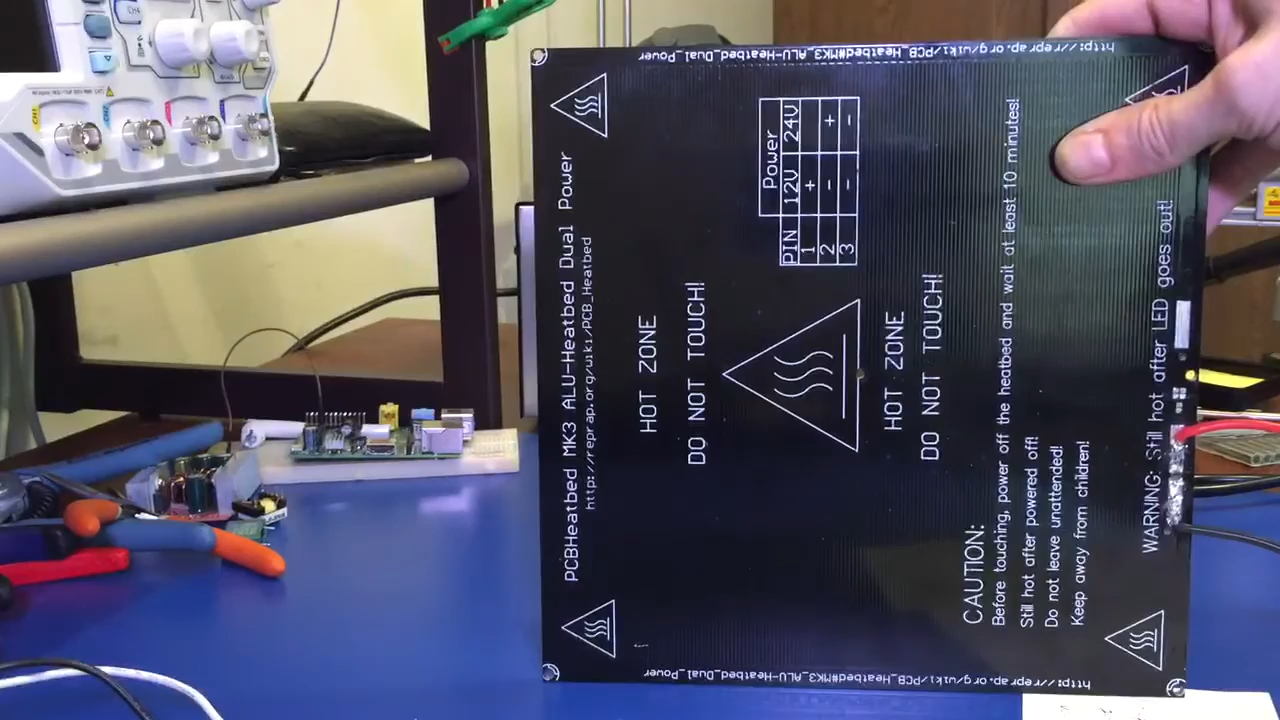 PCBHeatbed MK3 ALU-Heatbed Dual Power
http://reprap.org/wiki/PCB_Heatbed
HOT ZONE
DO NOT TOUCH!
Power
PIN 12V 24V
1 +
2 - +
3 - -
HOT ZONE
DO NOT TOUCH!
CAUTION:
Before touching, power off the heatbed and wait at least 10 minutes!
Still hot after powered off!
Do not leave unattended!
Keep away from children!
WARNING: Still hot after LED goes out!
http://reprap.org/wiki/PCB_Heatbed#MK3_ALU-Heatbed_Dual_Power
http://reprap.org/wiki/PCB_Heatbed#MK3_ALU-Heatbed_Dual_Power
CH1
CH4